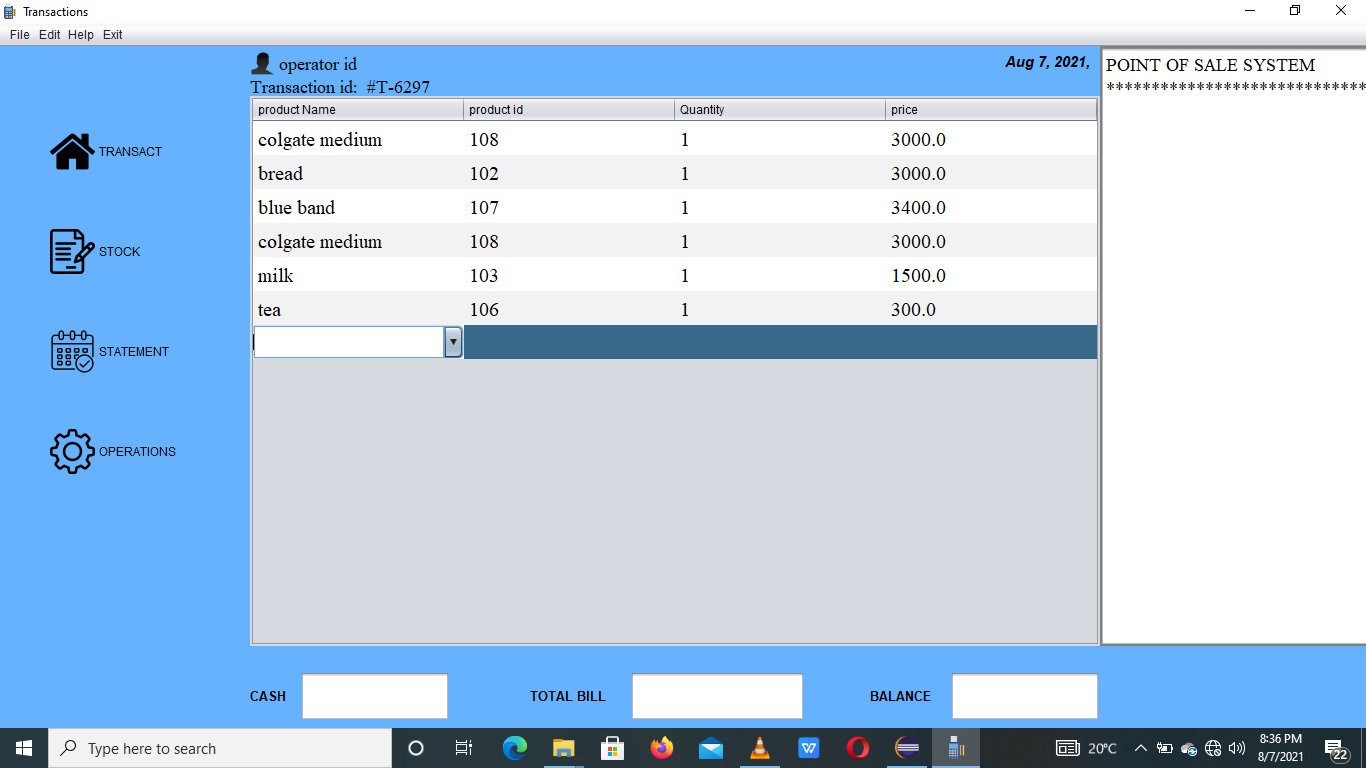 Transactions
File Edit Help Exit
operator id
Aug 7, 2021,
Transaction id: #T-6297
product Name product id Quantity price
colgate medium 108 1 3000.0
bread 102 1 3000.0
blue band 107 1 3400.0
colgate medium 108 1 3000.0
milk 103 1 1500.0
tea 106 1 300.0
TRANSACT
STOCK
STATEMENT
OPERATIONS
POINT OF SALE SYSTEM
*****************************
CASH TOTAL BILL BALANCE
Type here to search
20°C
8:36 PM
8/7/2021
22